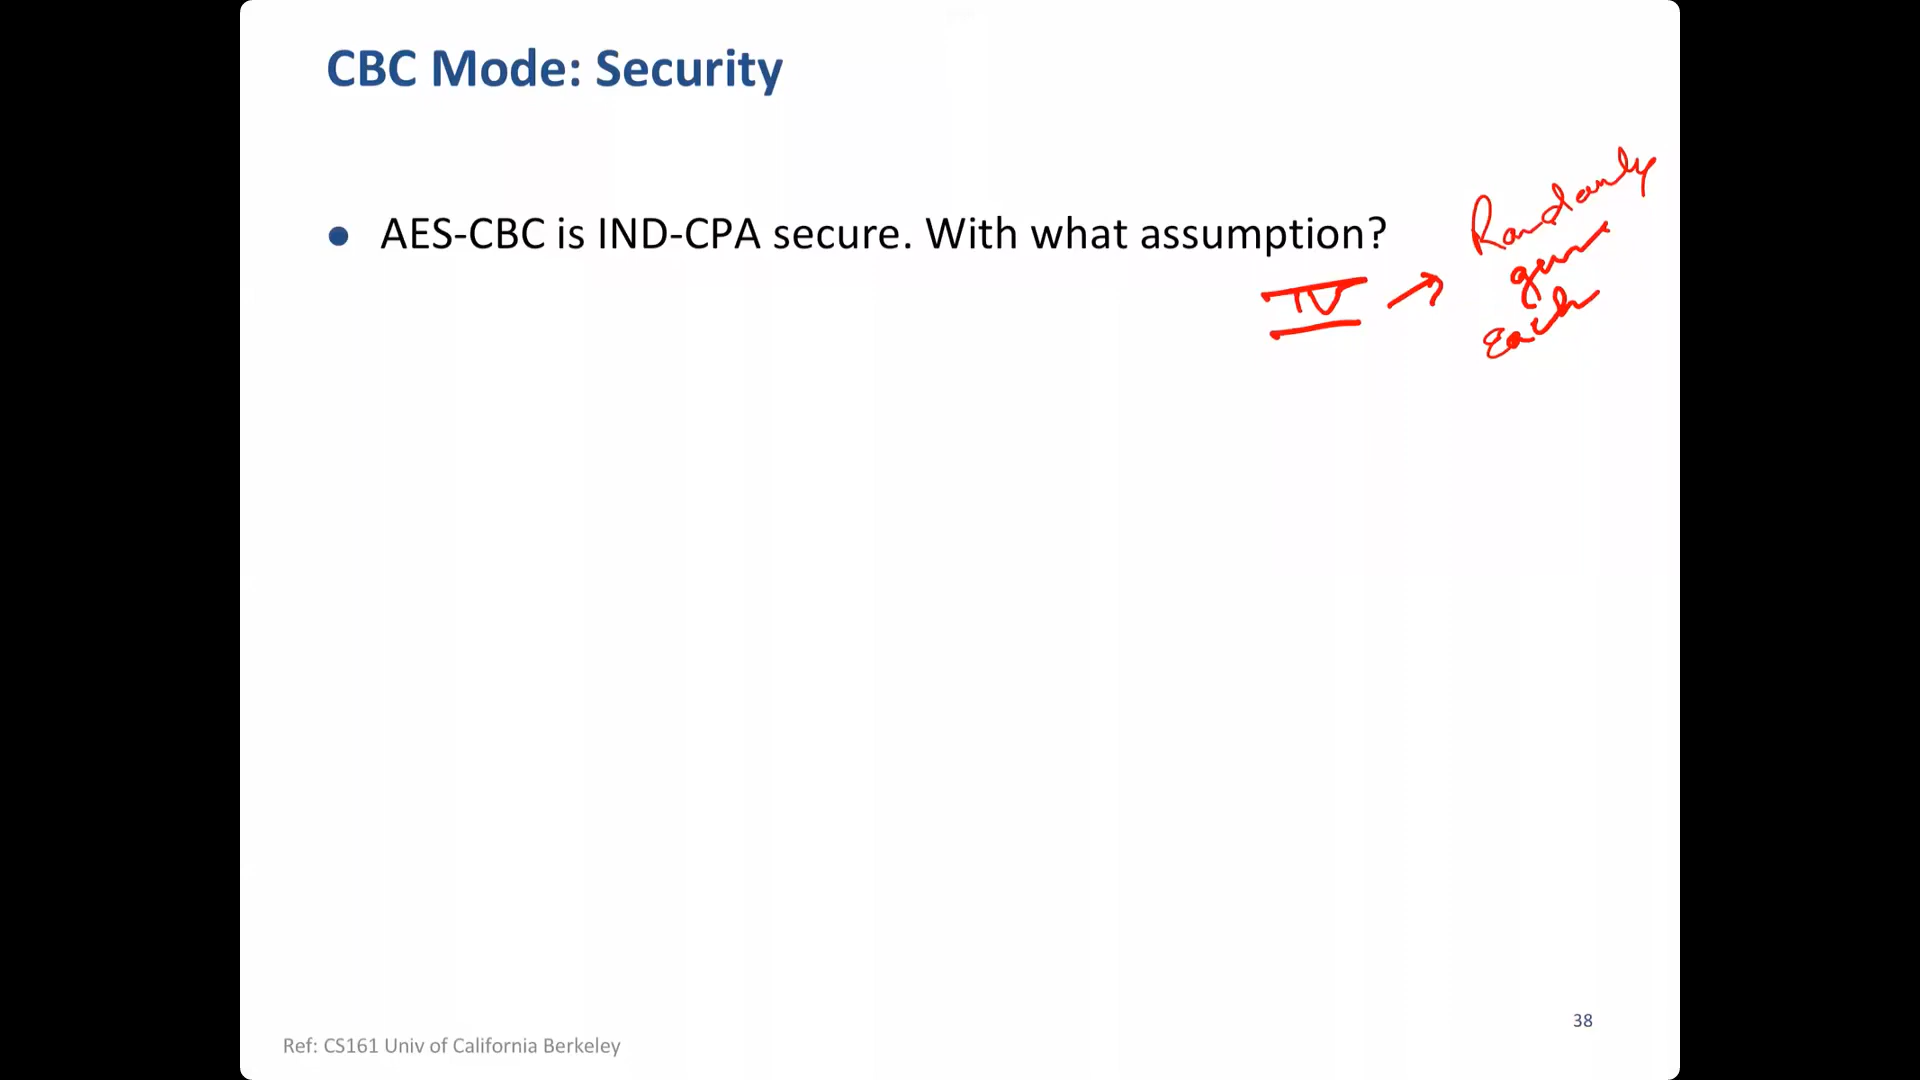 CBC Mode: Security
● AES-CBC is IND-CPA secure. With what assumption?
IV → Randomly
gen
Each
38
Ref: CS161 Univ of California Berkeley